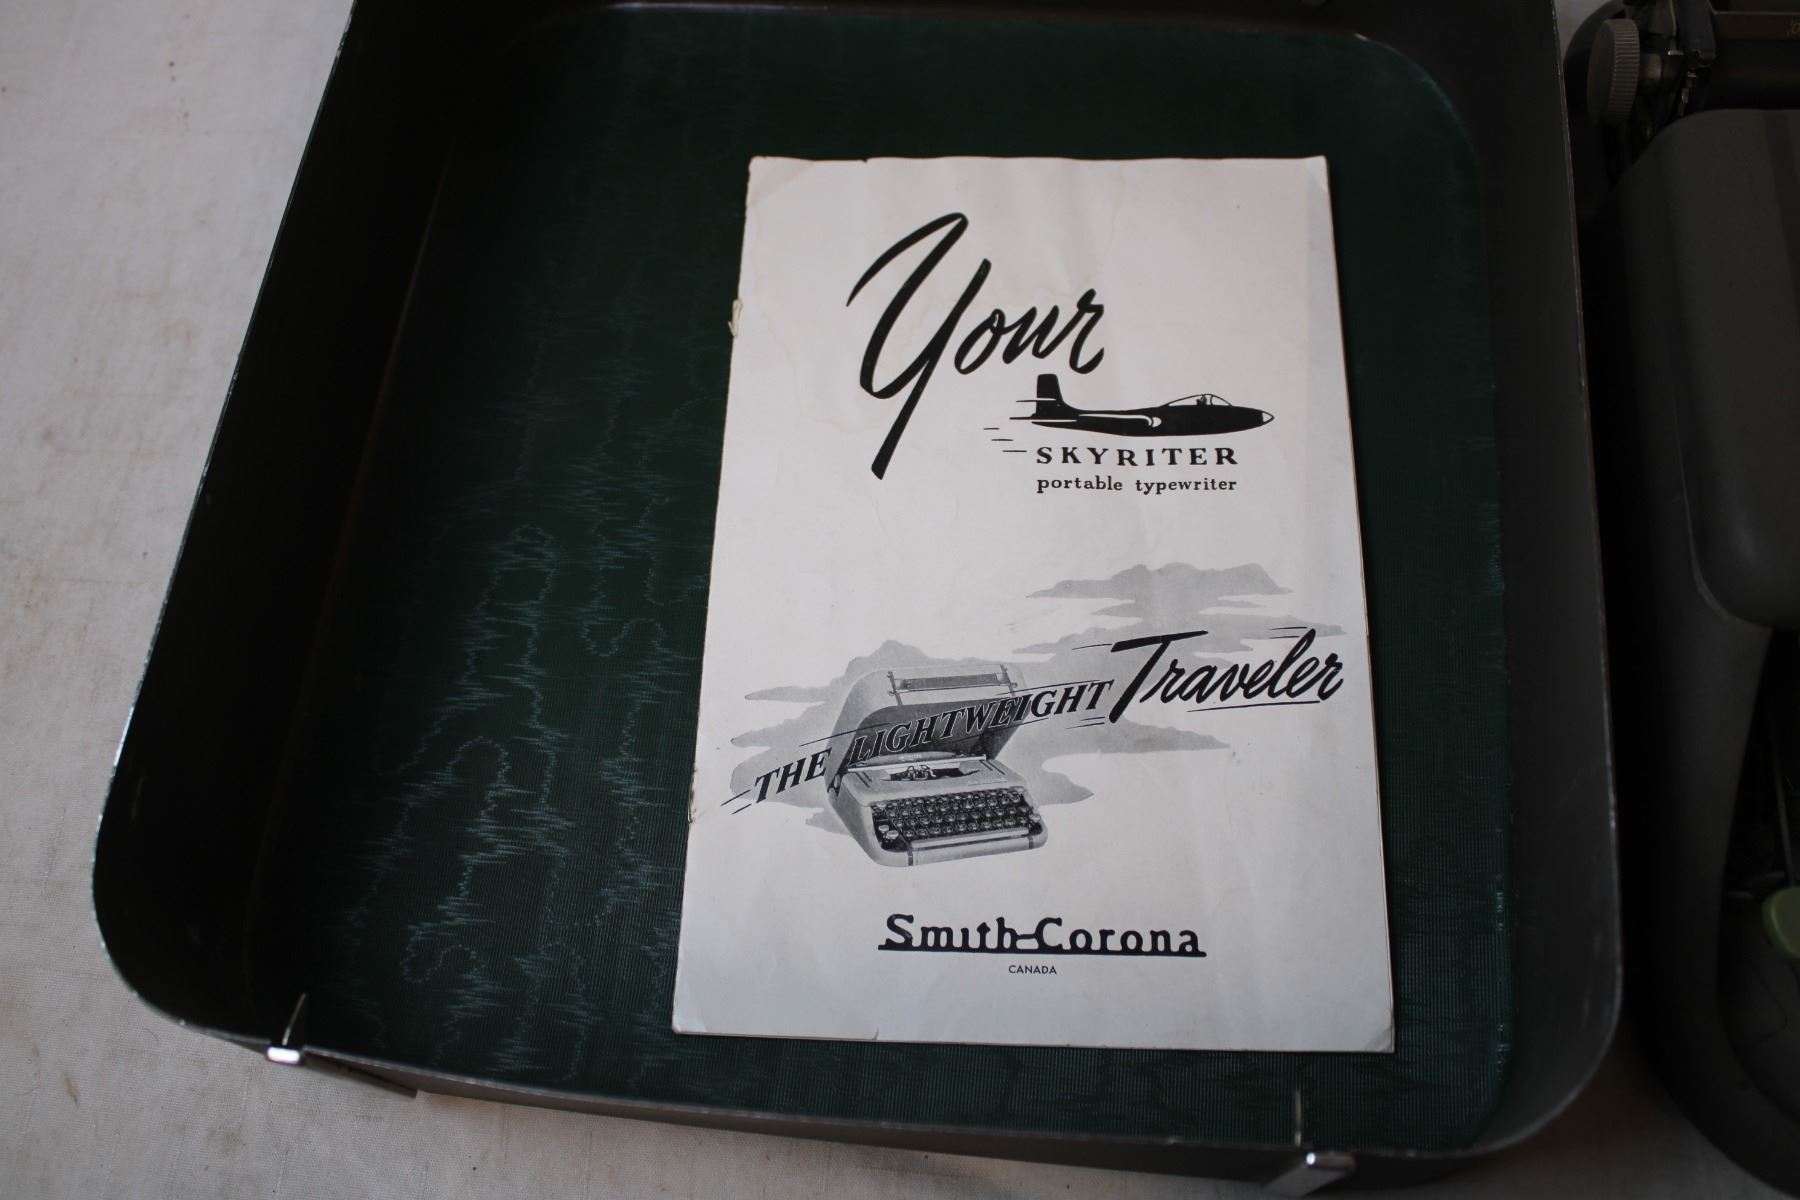 Your
SKYRITER
portable typewriter
THE LIGHTWEIGHT Traveler
Smith-Corona
CANADA